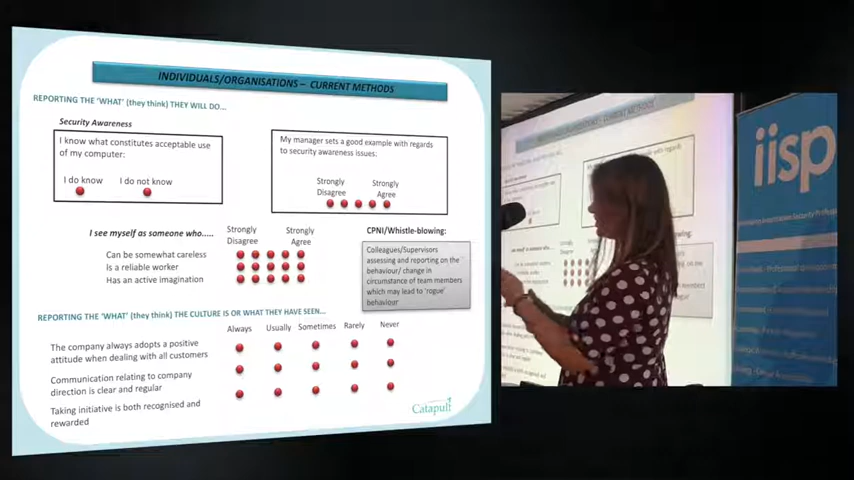 INDIVIDUALS/ORGANISATIONS – CURRENT METHODS
REPORTING THE 'WHAT' (they think) THEY WILL DO...
Security Awareness
I know what constitutes acceptable use
of my computer:
I do know
I do not know
My manager sets a good example with regards
to security awareness issues:
Strongly
Disagree
Strongly
Agree
I see myself as someone who.....
Strongly
Disagree
Strongly
Agree
Can be somewhat careless
Is a reliable worker
Has an active imagination
CPNI/Whistle-blowing:
Colleagues/Supervisors
assessing and reporting on the
behaviour/ change in
circumstance of team members
which may lead to 'rogue'
behaviour
REPORTING THE 'WHAT' (they think) THE CULTURE IS OR WHAT THEY HAVE SEEN...
Always
Usually
Sometimes
Rarely
Never
The company always adopts a positive
attitude when dealing with all customers
Communication relating to company
direction is clear and regular
Taking initiative is both recognised and
rewarded
Catapult
iisp